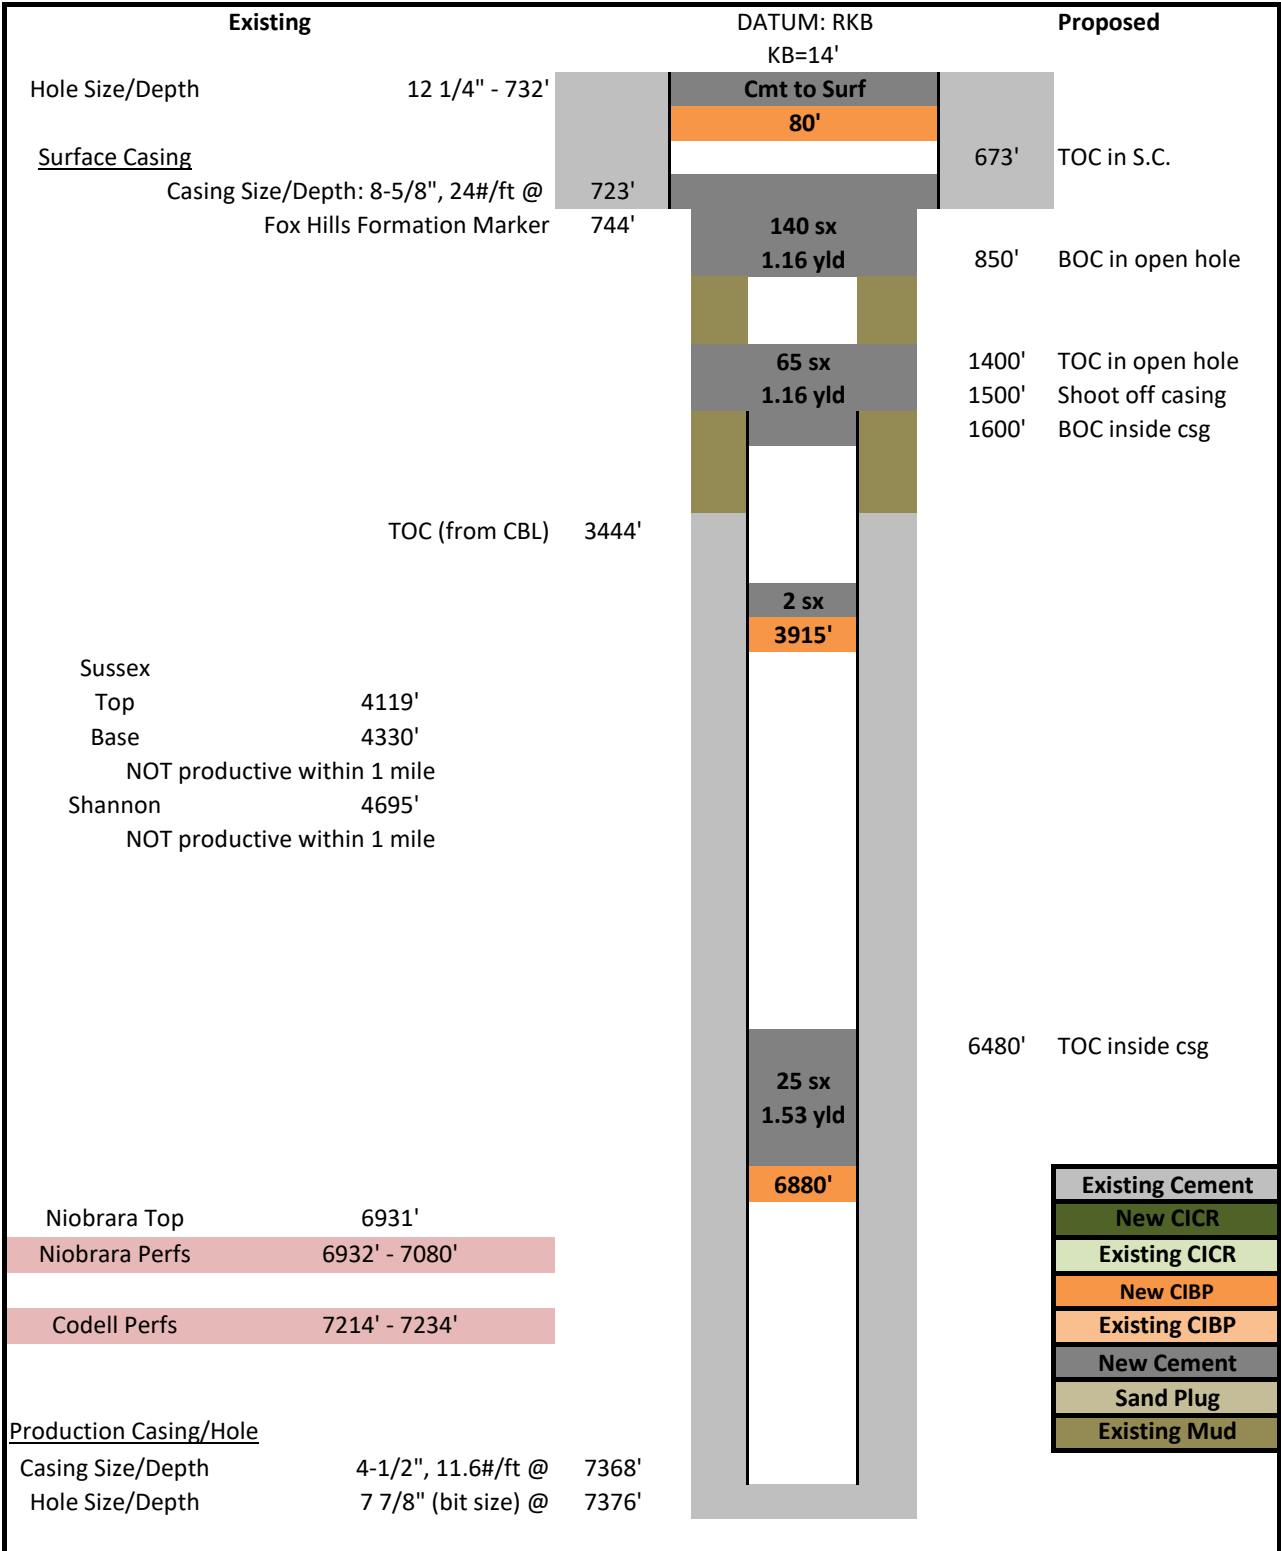 Existing DATUM: RKB Proposed
KB=14'
Hole Size/Depth 12 1/4" - 732' Cmt to Surf
80'
Surface Casing 673' TOC in S.C.
Casing Size/Depth: 8-5/8", 24#/ft @ 723'
Fox Hills Formation Marker 744' 140 sx
1.16 yld 850' BOC in open hole
65 sx 1400' TOC in open hole
1.16 yld 1500' Shoot off casing
1600' BOC inside csg
TOC (from CBL) 3444'
2 sx
3915'
Sussex
Top 4119'
Base 4330'
NOT productive within 1 mile
Shannon 4695'
NOT productive within 1 mile
6480' TOC inside csg
25 sx
1.53 yld
6880' Existing Cement
Niobrara Top 6931' New CICR
Niobrara Perfs 6932' - 7080' Existing CICR
New CIBP
Codell Perfs 7214' - 7234' Existing CIBP
New Cement
Sand Plug
Production Casing/Hole Existing Mud
Casing Size/Depth 4-1/2", 11.6#/ft @ 7368'
Hole Size/Depth 7 7/8" (bit size) @ 7376'